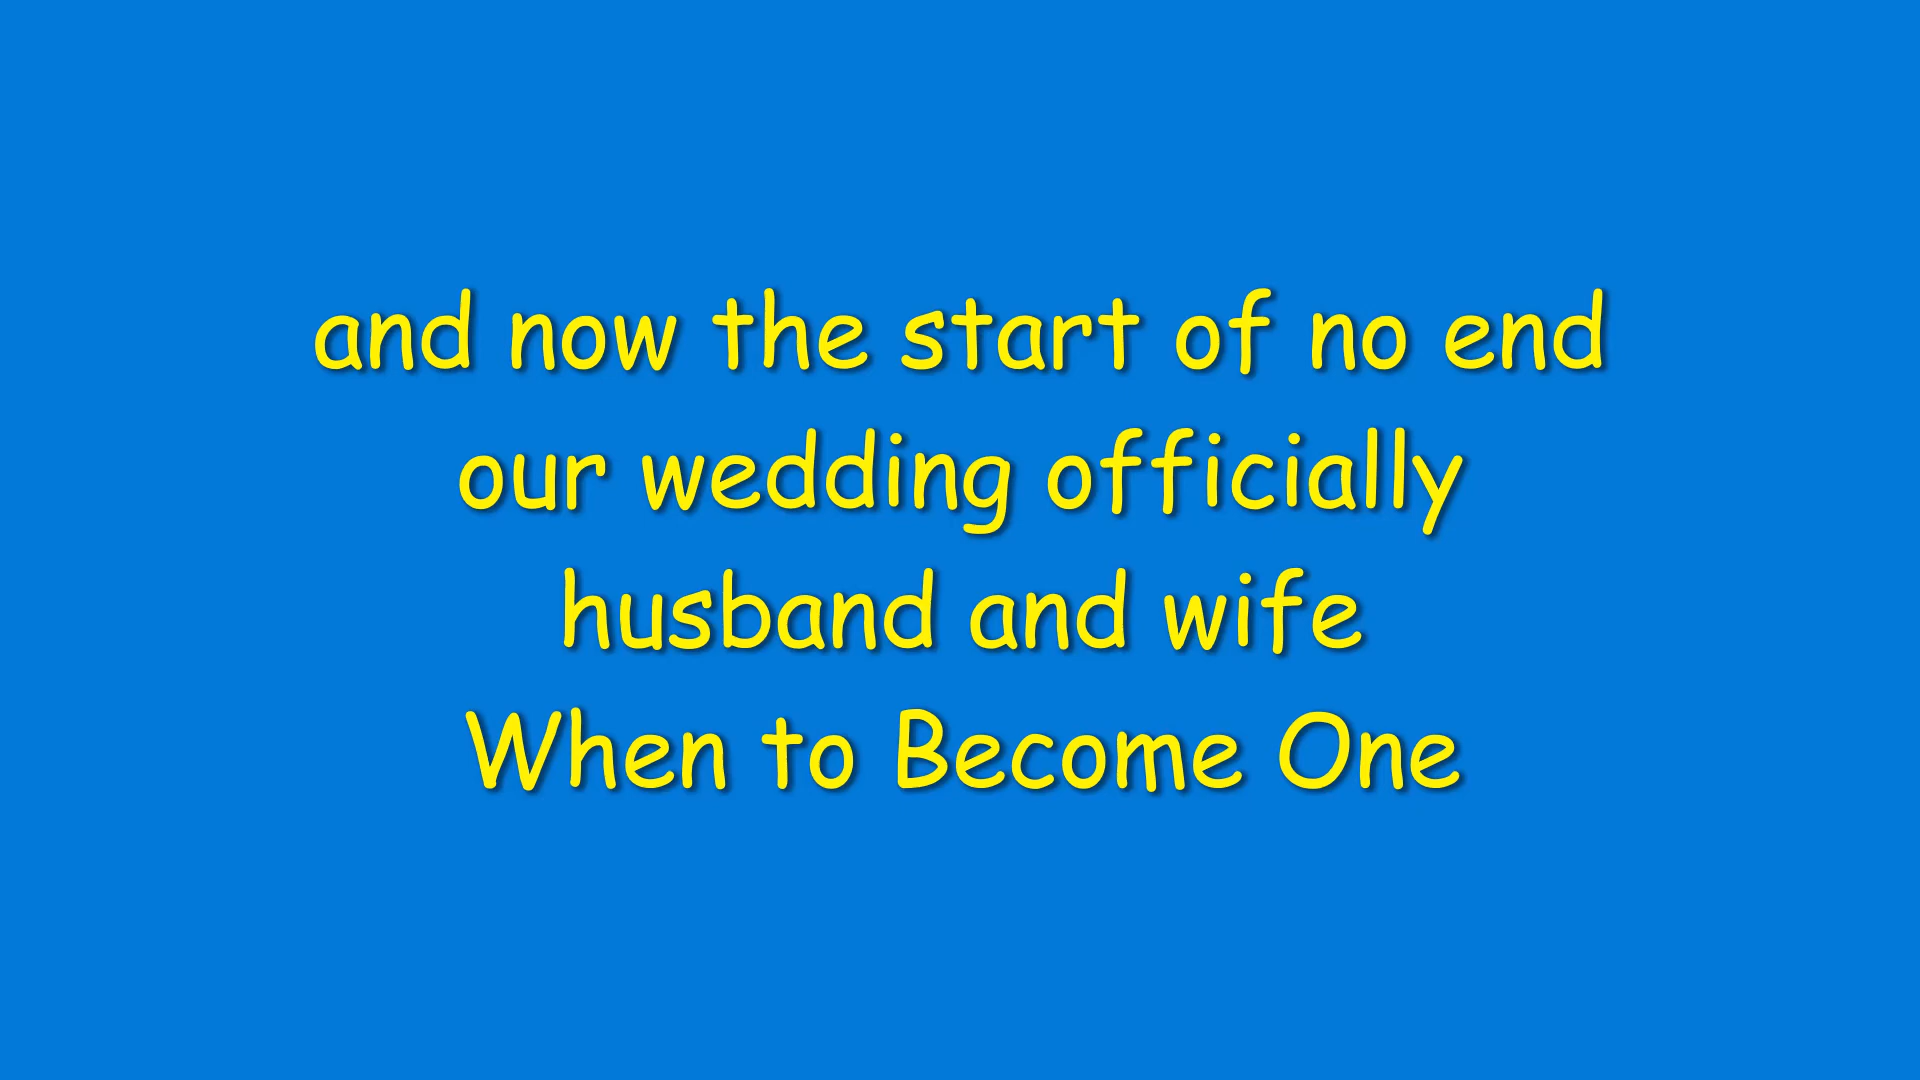 and now the start of no end
our wedding officially
husband and wife
When to Become One